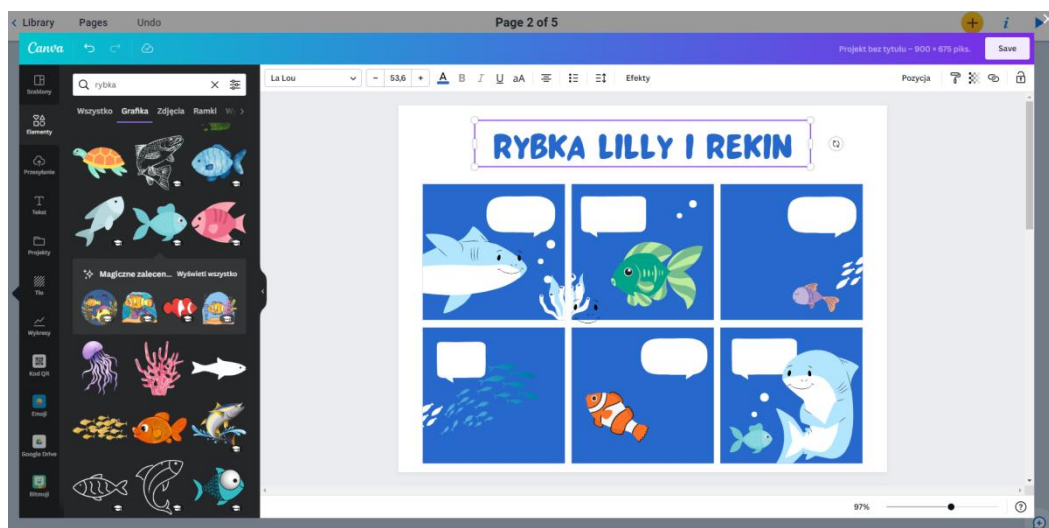 Library Pages Undo Page 2 of 5
Canva Projekt bez tytułu – 900 × 675 piks. Save
Szablony
Elementy
Przesyłanie
Tekst
Projekty
Tło
Wykresy
Kod QR
Emoji
Google Drive
Bitmoji
rybka
Wszystko Grafika Zdjęcia Ramki
Magiczne zalecen... Wyświetl wszystko
La Lou – 53,6 + A B I U aA Efekty Pozycja
RYBKA LILLY I REKIN
97%